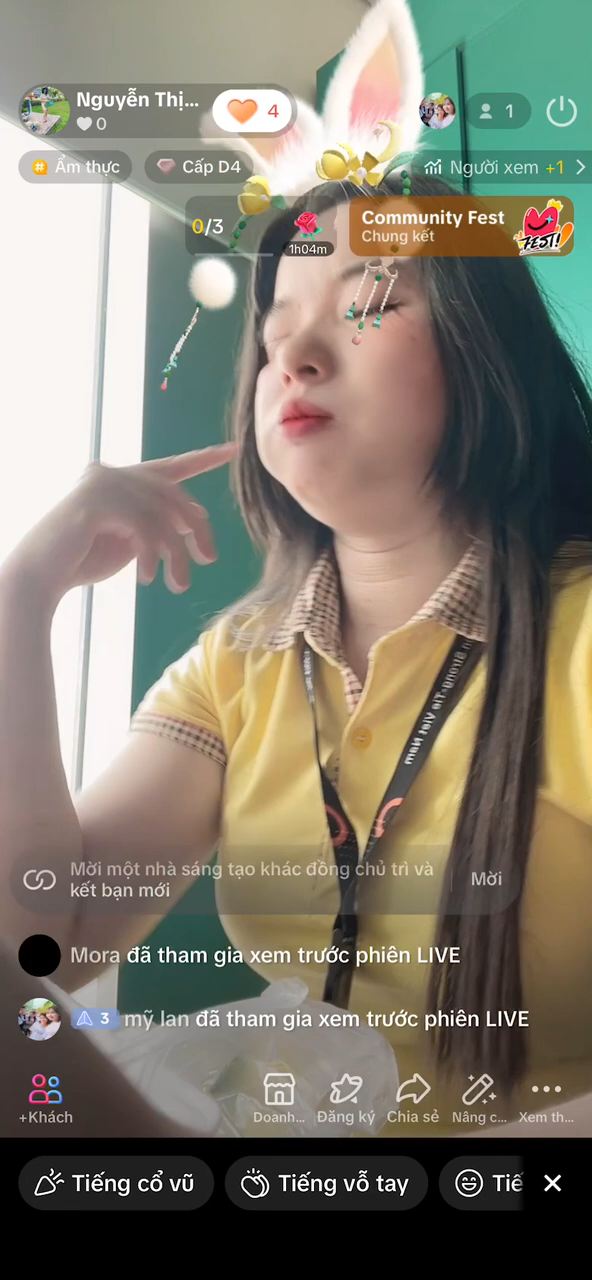 Nguyễn Thị...
0
4
1
Ẩm thực
Cấp D4
Người xem +1
0/3
1h04m
Community Fest
Chung kết
FEST!
Việt Nam
Mời một nhà sáng tạo khác đồng chủ trì và
kết bạn mới
Mời
Mora đã tham gia xem trước phiên LIVE
3 mỹ lan đã tham gia xem trước phiên LIVE
+Khách
Doanh...
Đăng ký
Chia sẻ
Nâng c...
Xem th...
Tiếng cổ vũ
Tiếng vỗ tay
Tiế